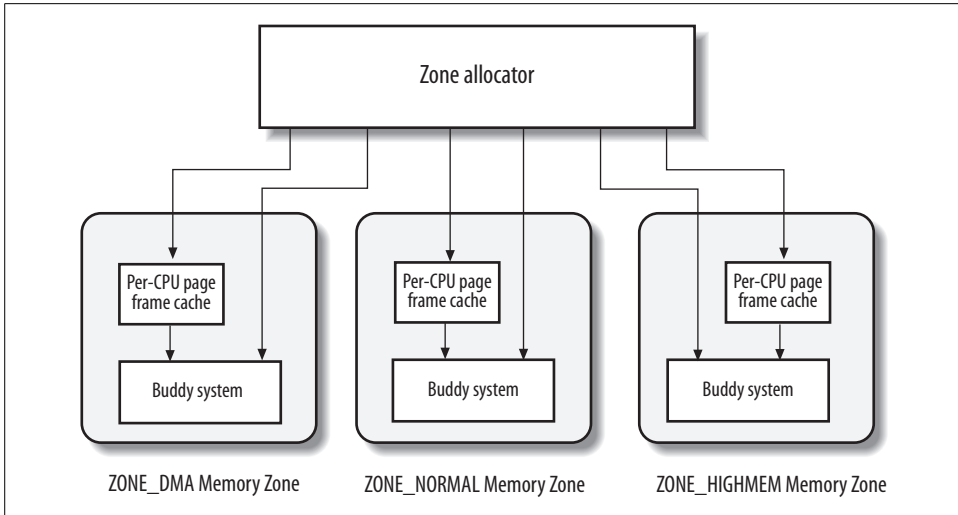 Zone allocator
Per-CPU page
frame cache
Buddy system
Per-CPU page
frame cache
Buddy system
Per-CPU page
frame cache
Buddy system
ZONE_DMA Memory Zone
ZONE_NORMAL Memory Zone
ZONE_HIGHMEM Memory Zone